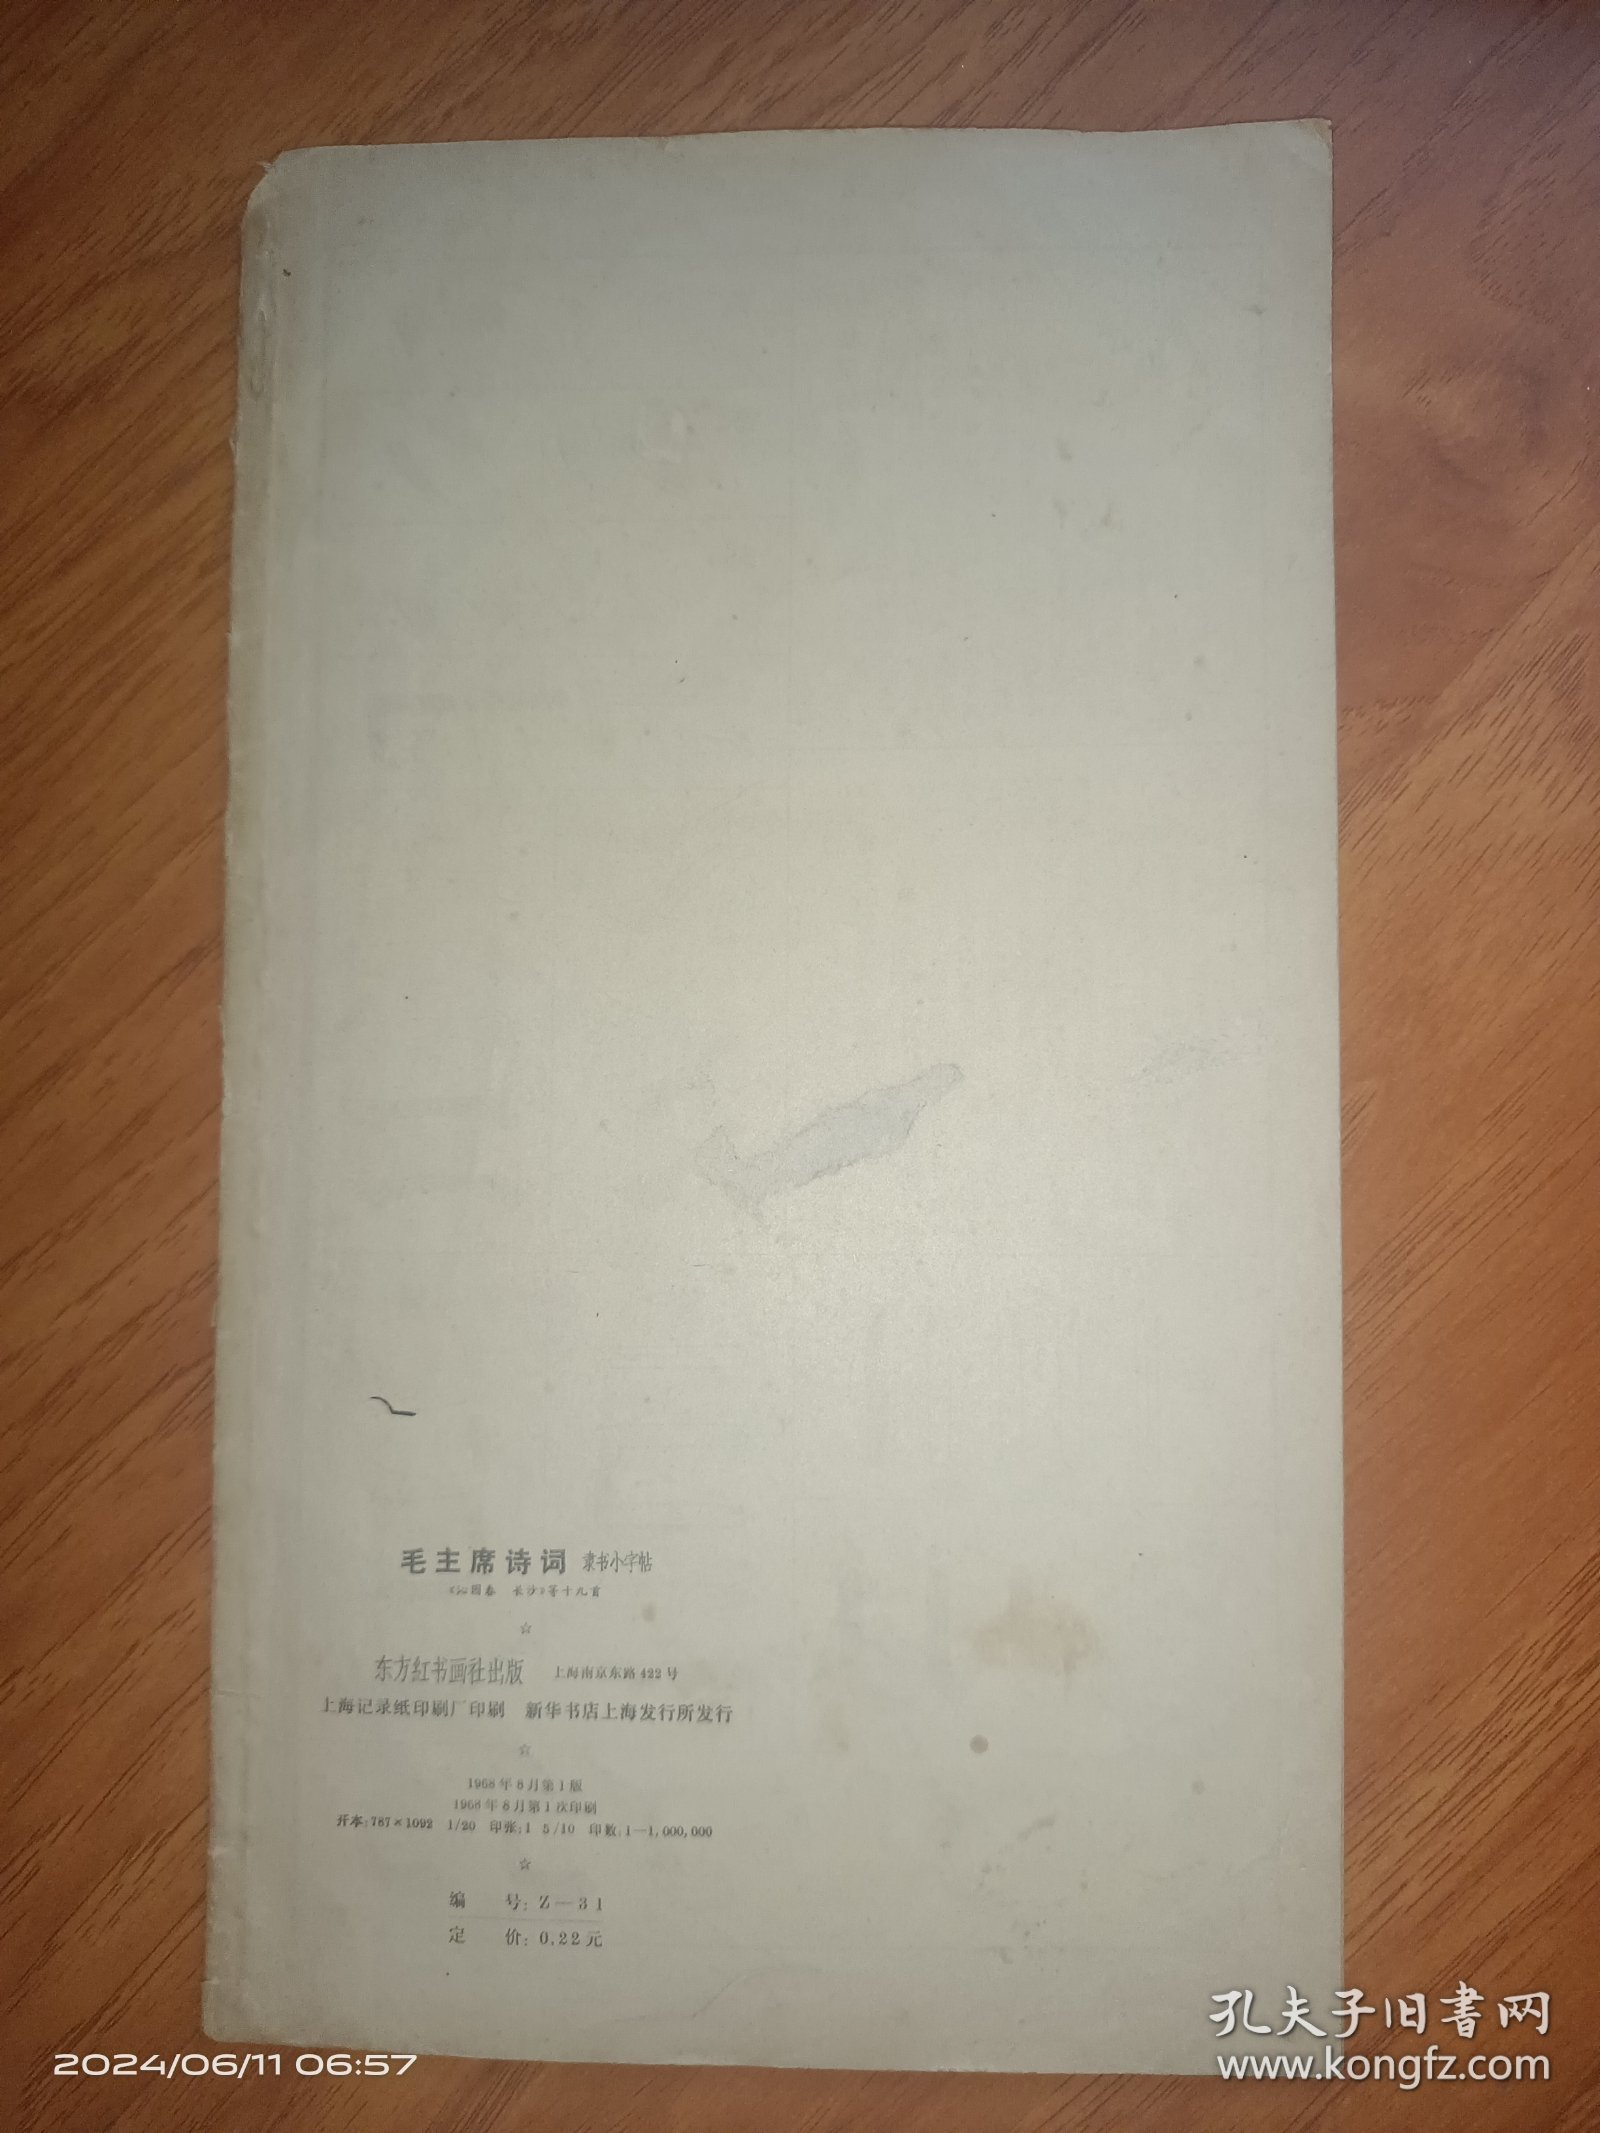 毛主席诗词 隶书小字帖
《沁园春 长沙》等十九首
☆
东方红书画社出版 上海南京东路422号
上海记录纸印刷厂印刷 新华书店上海发行所发行
☆
1968年8月第1版
1968年8月第1次印刷
开本:787×1092 1/20 印张:1 5/10 印数:1—1,000,000
☆
编 号: Z—31
定 价: 0.22元
孔夫子旧書网
www.kongfz.com
2024/06/11 06:57